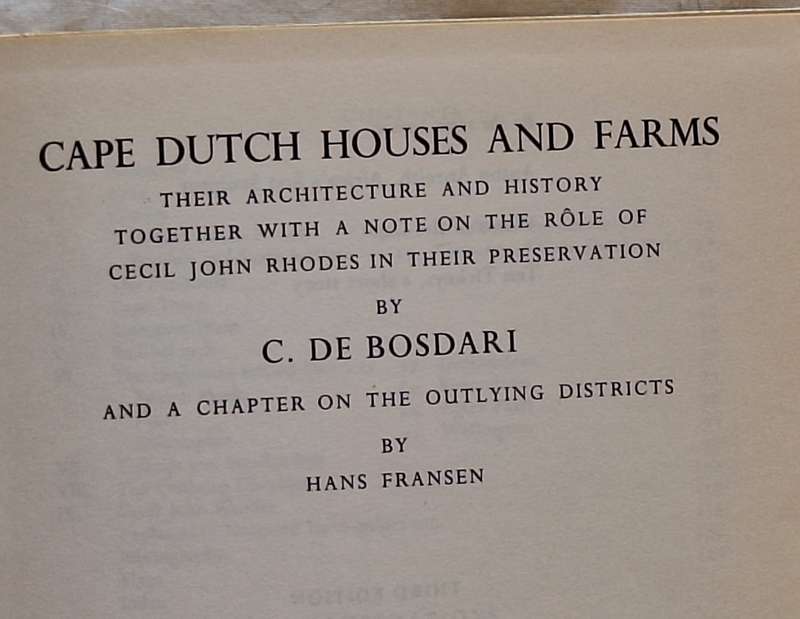 CAPE DUTCH HOUSES AND FARMS
THEIR ARCHITECTURE AND HISTORY
TOGETHER WITH A NOTE ON THE RÔLE OF
CECIL JOHN RHODES IN THEIR PRESERVATION
BY
C. DE BOSDARI
AND A CHAPTER ON THE OUTLYING DISTRICTS
BY
HANS FRANSEN